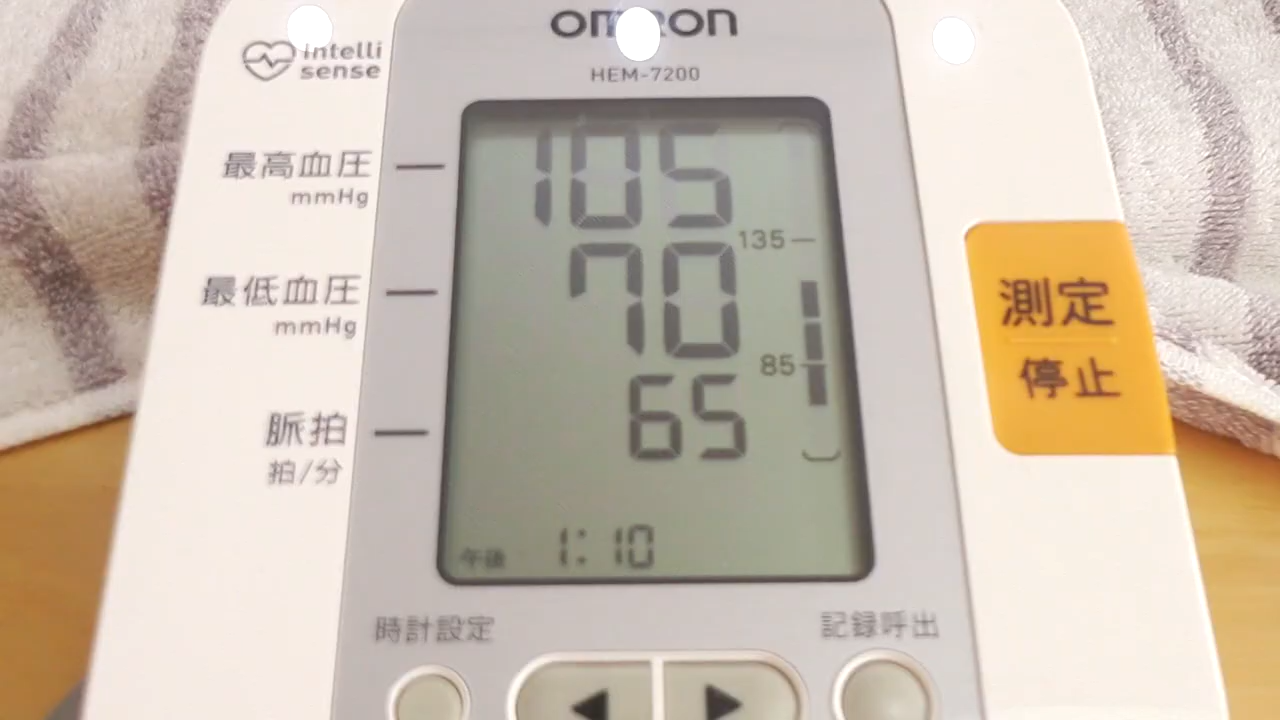 OMRON
HEM-7200
intelli
sense
最高血圧
mmHg
105
135
最低血圧
mmHg
70
85
脈拍
拍/分
65
午後 1:10
測定
停止
時計設定
記録呼出